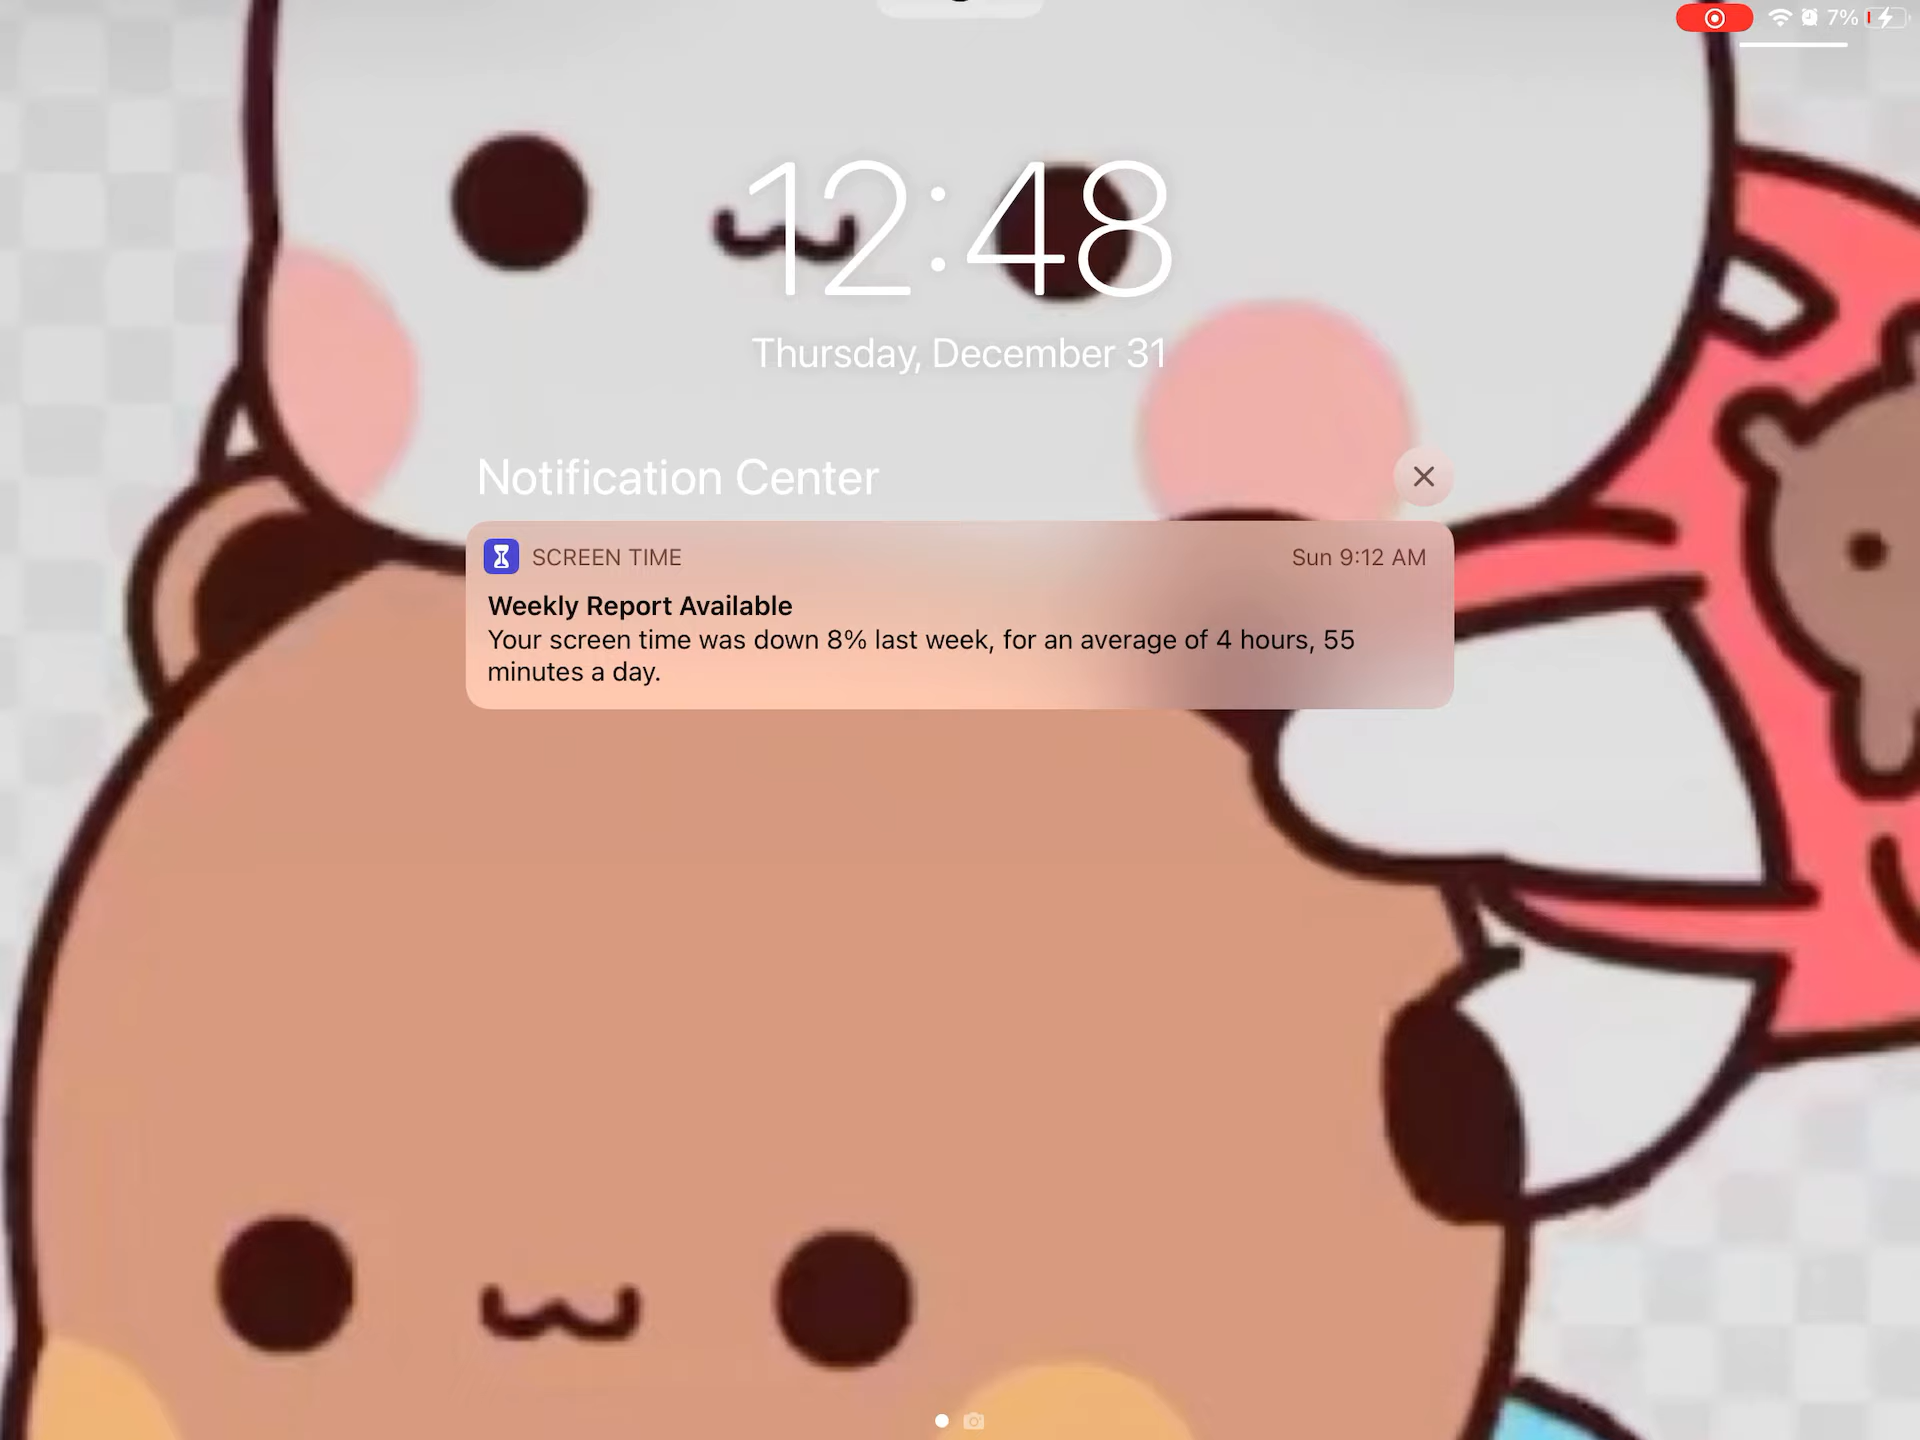 7%
12:48
Thursday, December 31
Notification Center
SCREEN TIME
Sun 9:12 AM
Weekly Report Available
Your screen time was down 8% last week, for an average of 4 hours, 55
minutes a day.